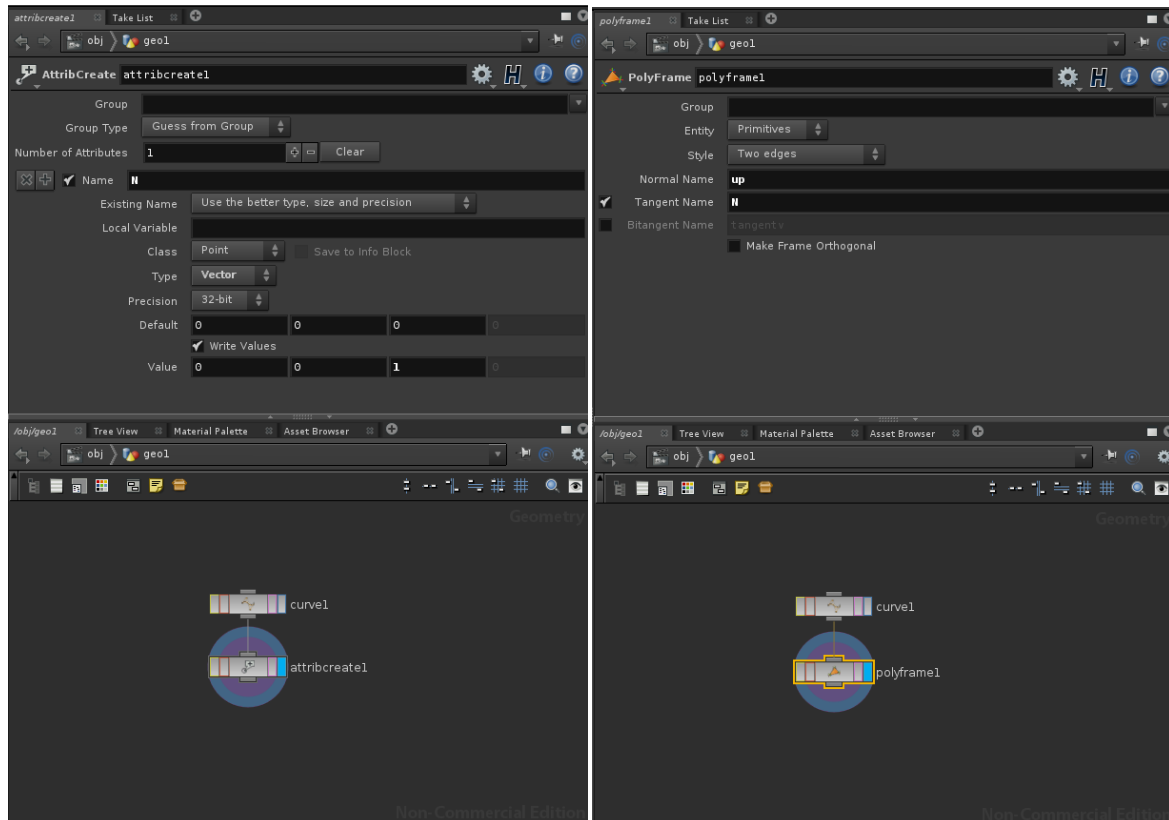 attribcreate1 Take List
obj geo1
AttribCreate attribcreate1
Group
Group Type Guess from Group
Number of Attributes 1 Clear
Name N
Existing Name Use the better type, size and precision
Local Variable
Class Point Save to Info Block
Type Vector
Precision 32-bit
Default 0 0 0 0
Write Values
Value 0 0 1 0
/obj/geo1 Tree View Material Palette Asset Browser
obj geo1
Geometry
curve1
attribcreate1
Non-Commercial Edition
polyframe1 Take List
obj geo1
PolyFrame polyframe1
Group
Entity Primitives
Style Two edges
Normal Name up
Tangent Name N
Bitangent Name tangentv
Make Frame Orthogonal
/obj/geo1 Tree View Material Palette Asset Browser
obj geo1
Geometry
curve1
polyframe1
Non-Commercial Edition